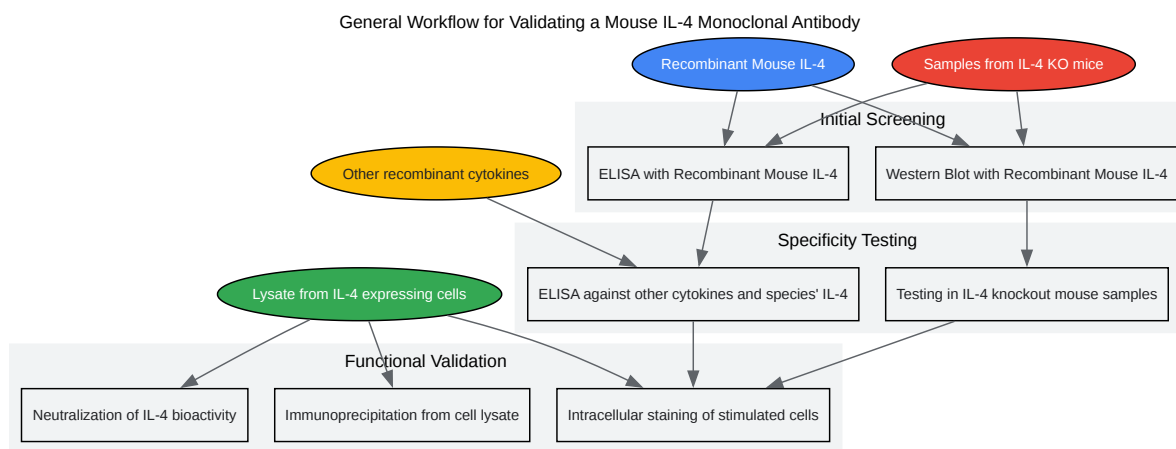 General Workflow for Validating a Mouse IL-4 Monoclonal Antibody
Recombinant Mouse IL-4
Samples from IL-4 KO mice
Initial Screening
Other recombinant cytokines
ELISA with Recombinant Mouse IL-4
Western Blot with Recombinant Mouse IL-4
Specificity Testing
Lysate from IL-4 expressing cells
ELISA against other cytokines and species' IL-4
Testing in IL-4 knockout mouse samples
Functional Validation
Neutralization of IL-4 bioactivity
Immunoprecipitation from cell lysate
Intracellular staining of stimulated cells